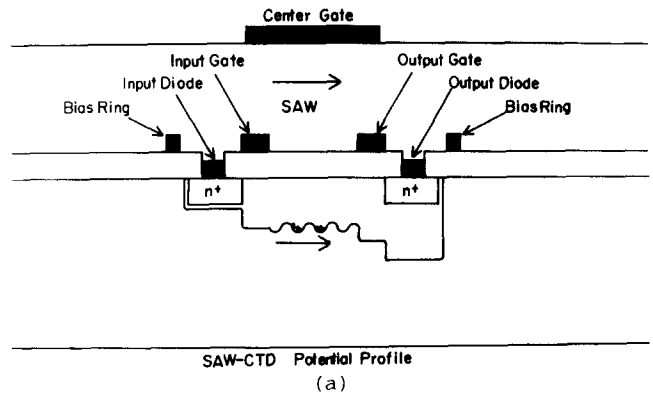 Center Gate
Input Gate
Output Gate
Input Diode
Output Diode
SAW
Bias Ring
Bias Ring
n+
n+
SAW-CTD Potential Profile
(a)